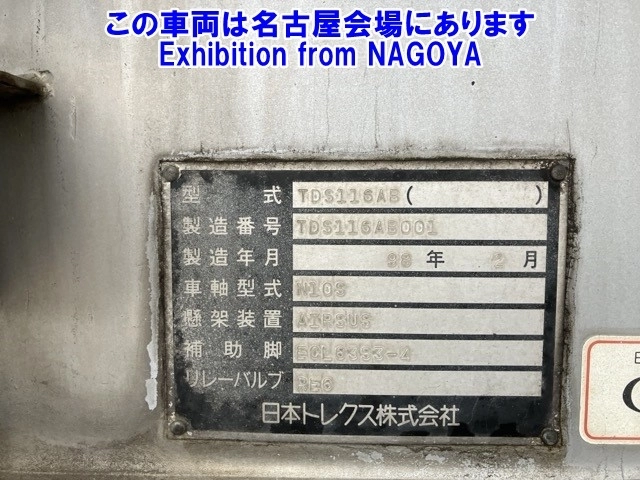 この車両は名古屋会場にあります
Exhibition from NAGOYA
型式 TDS116AB ( )
製造番号 TDS116AB001
製造年月 年 月
車軸型式
懸架装置 AIRSUS
補助脚
リレーバルブ RE6
日本トレクス株式会社